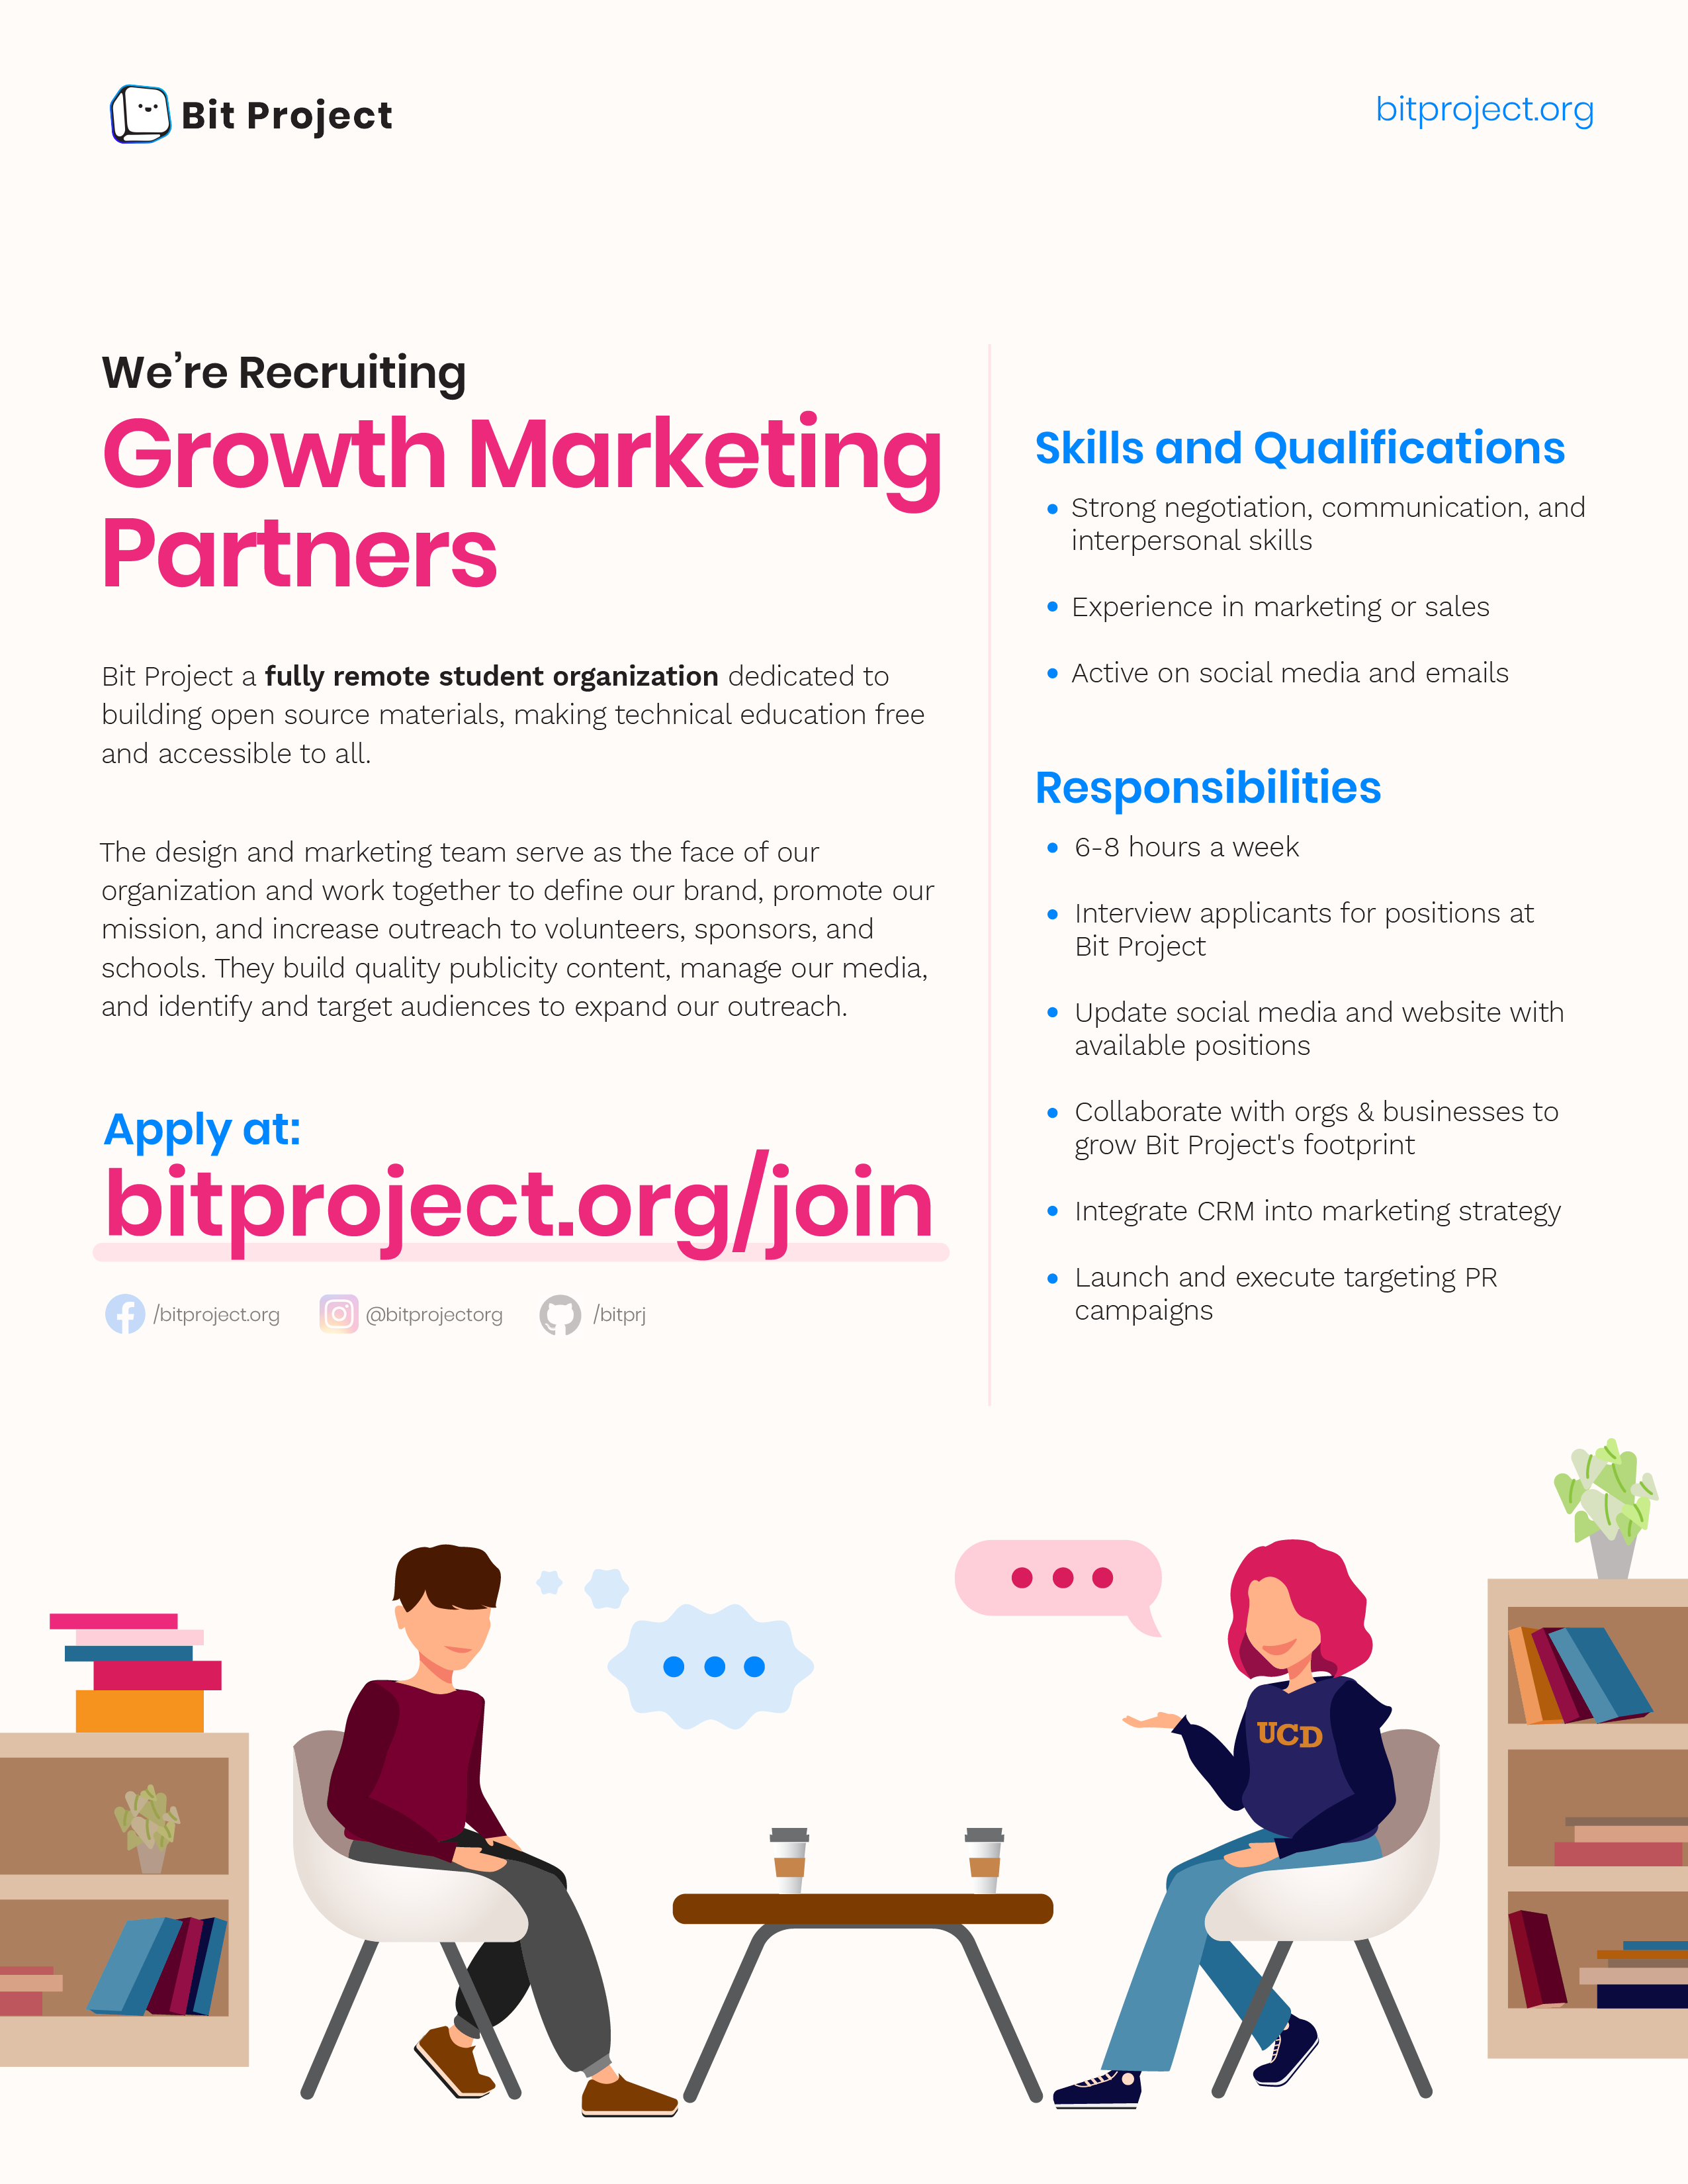 Bit Project
bitproject.org
We’re Recruiting
Growth Marketing
Partners
Bit Project a fully remote student organization dedicated to
building open source materials, making technical education free
and accessible to all.
The design and marketing team serve as the face of our
organization and work together to define our brand, promote our
mission, and increase outreach to volunteers, sponsors, and
schools. They build quality publicity content, manage our media,
and identify and target audiences to expand our outreach.
Apply at:
bitproject.org/join
/bitproject.org @bitprojectorg /bitprj
Skills and Qualifications
• Strong negotiation, communication, and
interpersonal skills
• Experience in marketing or sales
• Active on social media and emails
Responsibilities
• 6-8 hours a week
• Interview applicants for positions at
Bit Project
• Update social media and website with
available positions
• Collaborate with orgs & businesses to
grow Bit Project's footprint
• Integrate CRM into marketing strategy
• Launch and execute targeting PR
campaigns
UCD